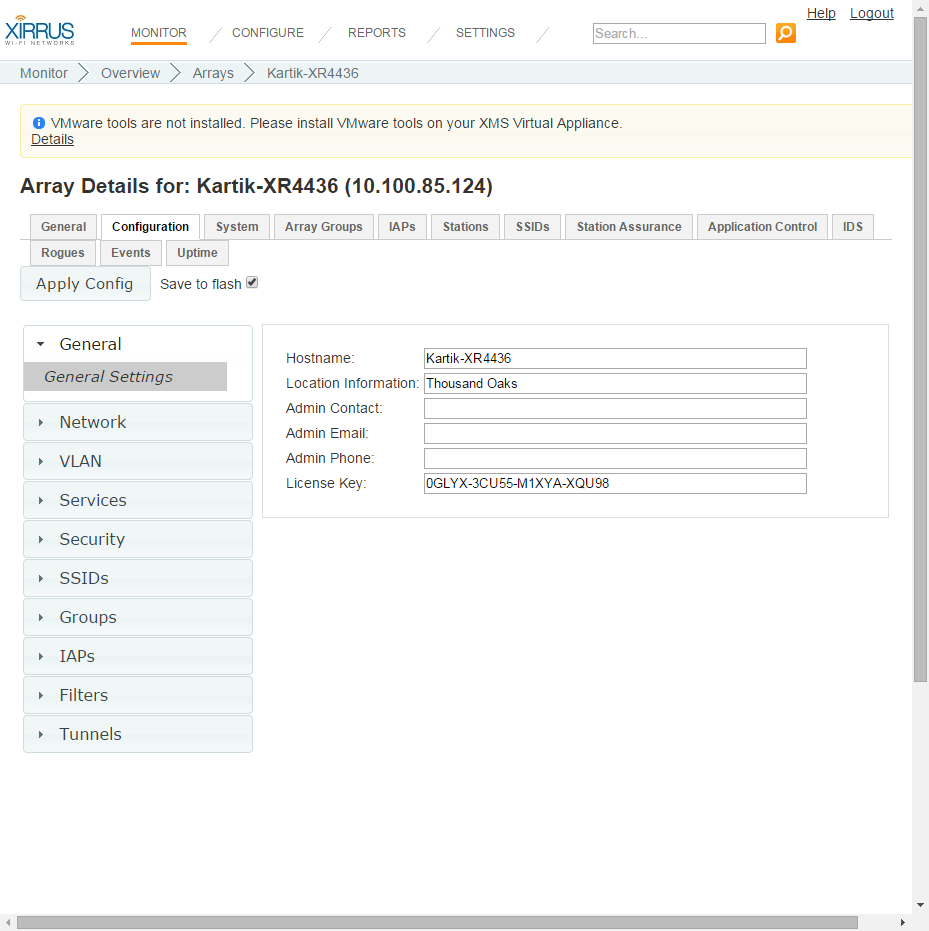 Help Logout
XIRRUS
WI-FI NETWORKS
MONITOR CONFIGURE REPORTS SETTINGS Search...
Monitor Overview Arrays Kartik-XR4436
VMware tools are not installed. Please install VMware tools on your XMS Virtual Appliance.
Details
Array Details for: Kartik-XR4436 (10.100.85.124)
General Configuration System Array Groups IAPs Stations SSIDs Station Assurance Application Control IDS
Rogues Events Uptime
Apply Config Save to flash
General
General Settings
Network
VLAN
Services
Security
SSIDs
Groups
IAPs
Filters
Tunnels
Hostname: Kartik-XR4436
Location Information: Thousand Oaks
Admin Contact:
Admin Email:
Admin Phone:
License Key: 0GLYX-3CU55-M1XYA-XQU98